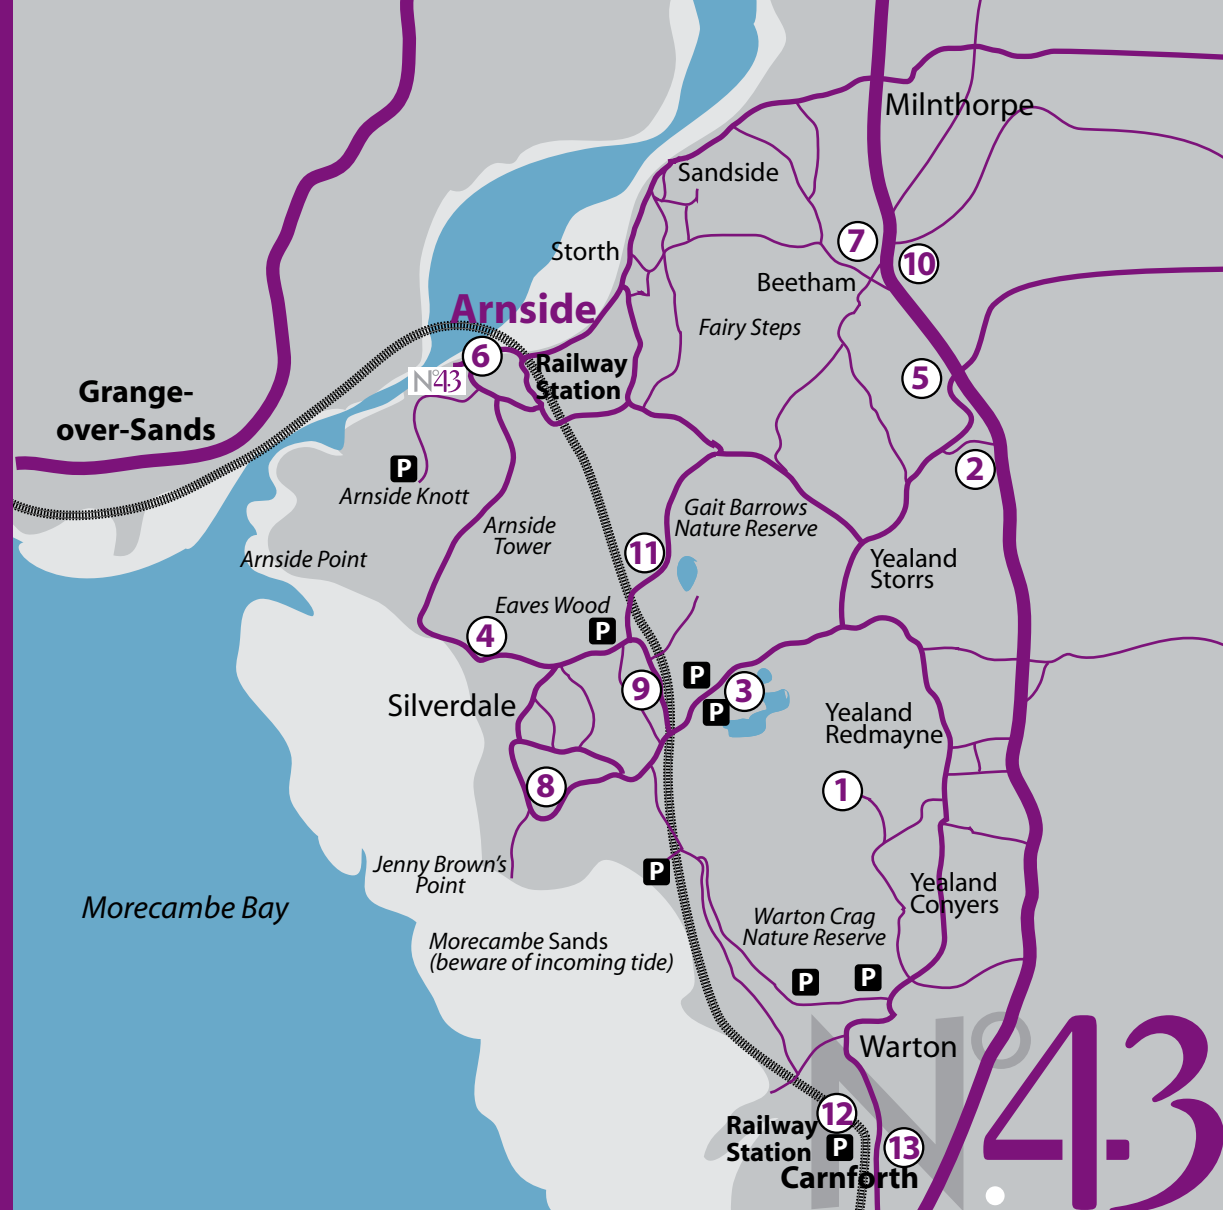 Milnthorpe
Sandside
Storth
7
10
Beetham
Arnside
Fairy Steps
6
N°43
Railway
Station
5
Grange-
over-Sands
P
Arnside Knott
2
Gait Barrows
Nature Reserve
Arnside
Tower
Arnside Point
11
Yealand
Storrs
Eaves Wood
P
4
P
9
3
P
Silverdale
Yealand
Redmayne
8
1
Jenny Brown's
Point
P
Yealand
Conyers
Morecambe Bay
Warton Crag
Nature Reserve
Morecambe Sands
(beware of incoming tide)
P
P
Warton
N°.43
12
Railway
Station
P
13
Carnforth